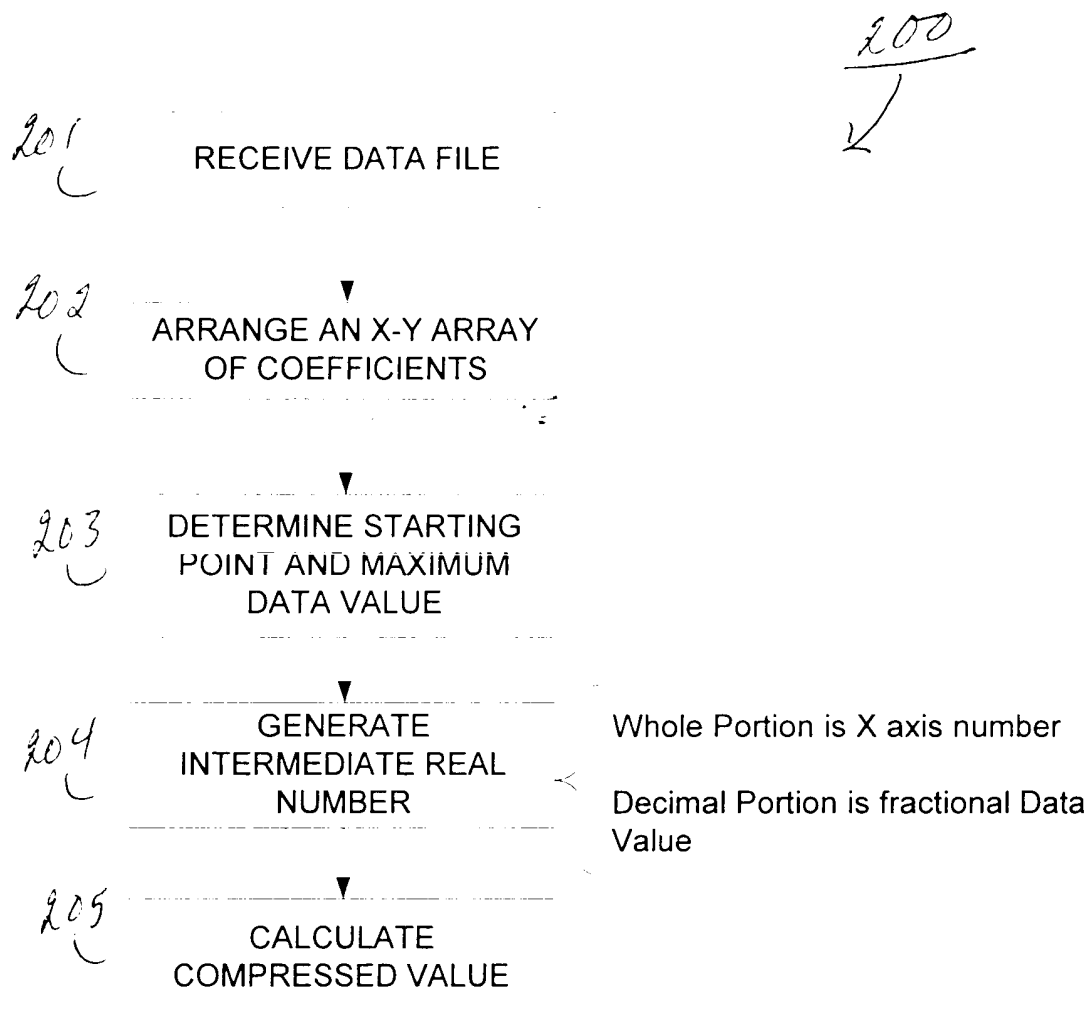 200
201
RECEIVE DATA FILE
202
ARRANGE AN X-Y ARRAY
OF COEFFICIENTS
203
DETERMINE STARTING
POINT AND MAXIMUM
DATA VALUE
204
GENERATE
INTERMEDIATE REAL
NUMBER
Whole Portion is X axis number
Decimal Portion is fractional Data
Value
205
CALCULATE
COMPRESSED VALUE